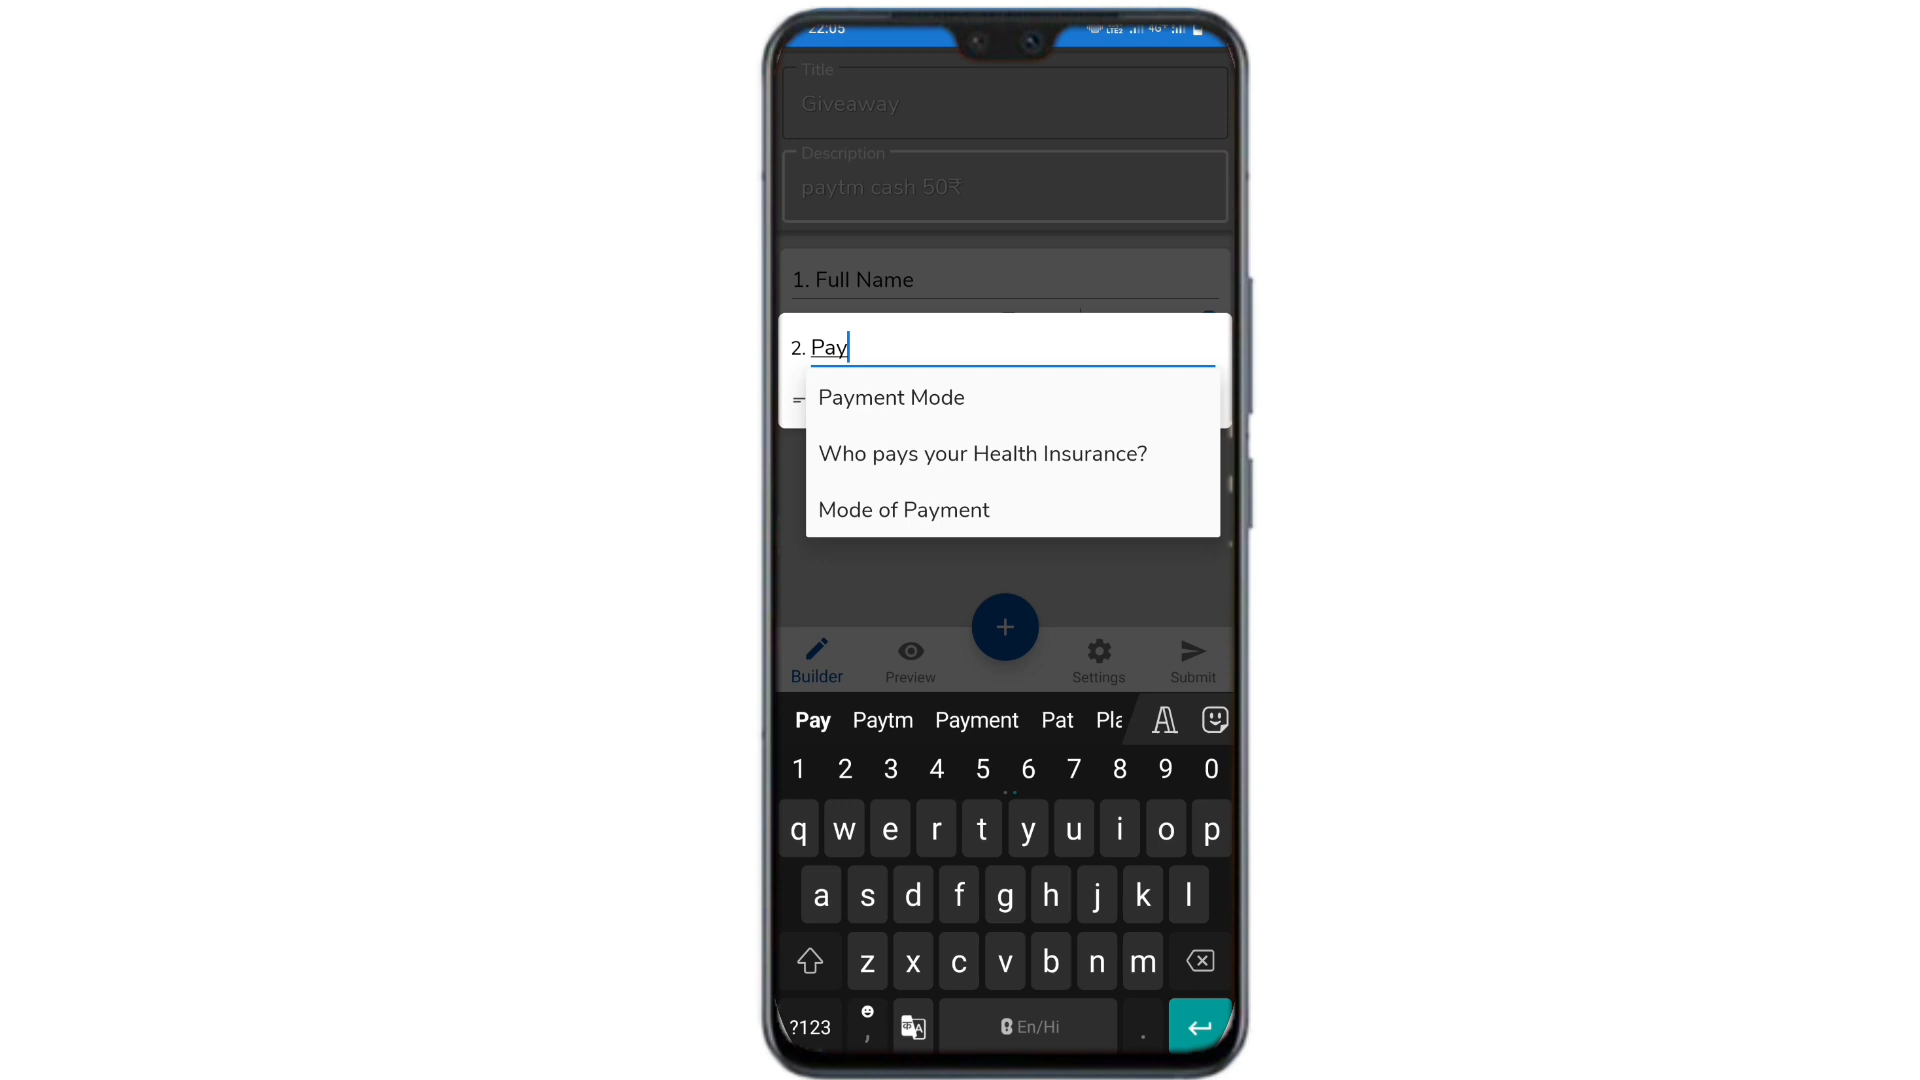 22:05 LTE2 4G+
Title
Giveaway
Description
paytm cash 50₹
1. Full Name
2. Pay
Payment Mode
Who pays your Health Insurance?
Mode of Payment
+
Builder Preview Settings Submit
Pay Paytm Payment Pat
1 2 3 4 5 6 7 8 9 0
q w e r t y u i o p
a s d f g h j k l
z x c v b n m
?123 , En/Hi .